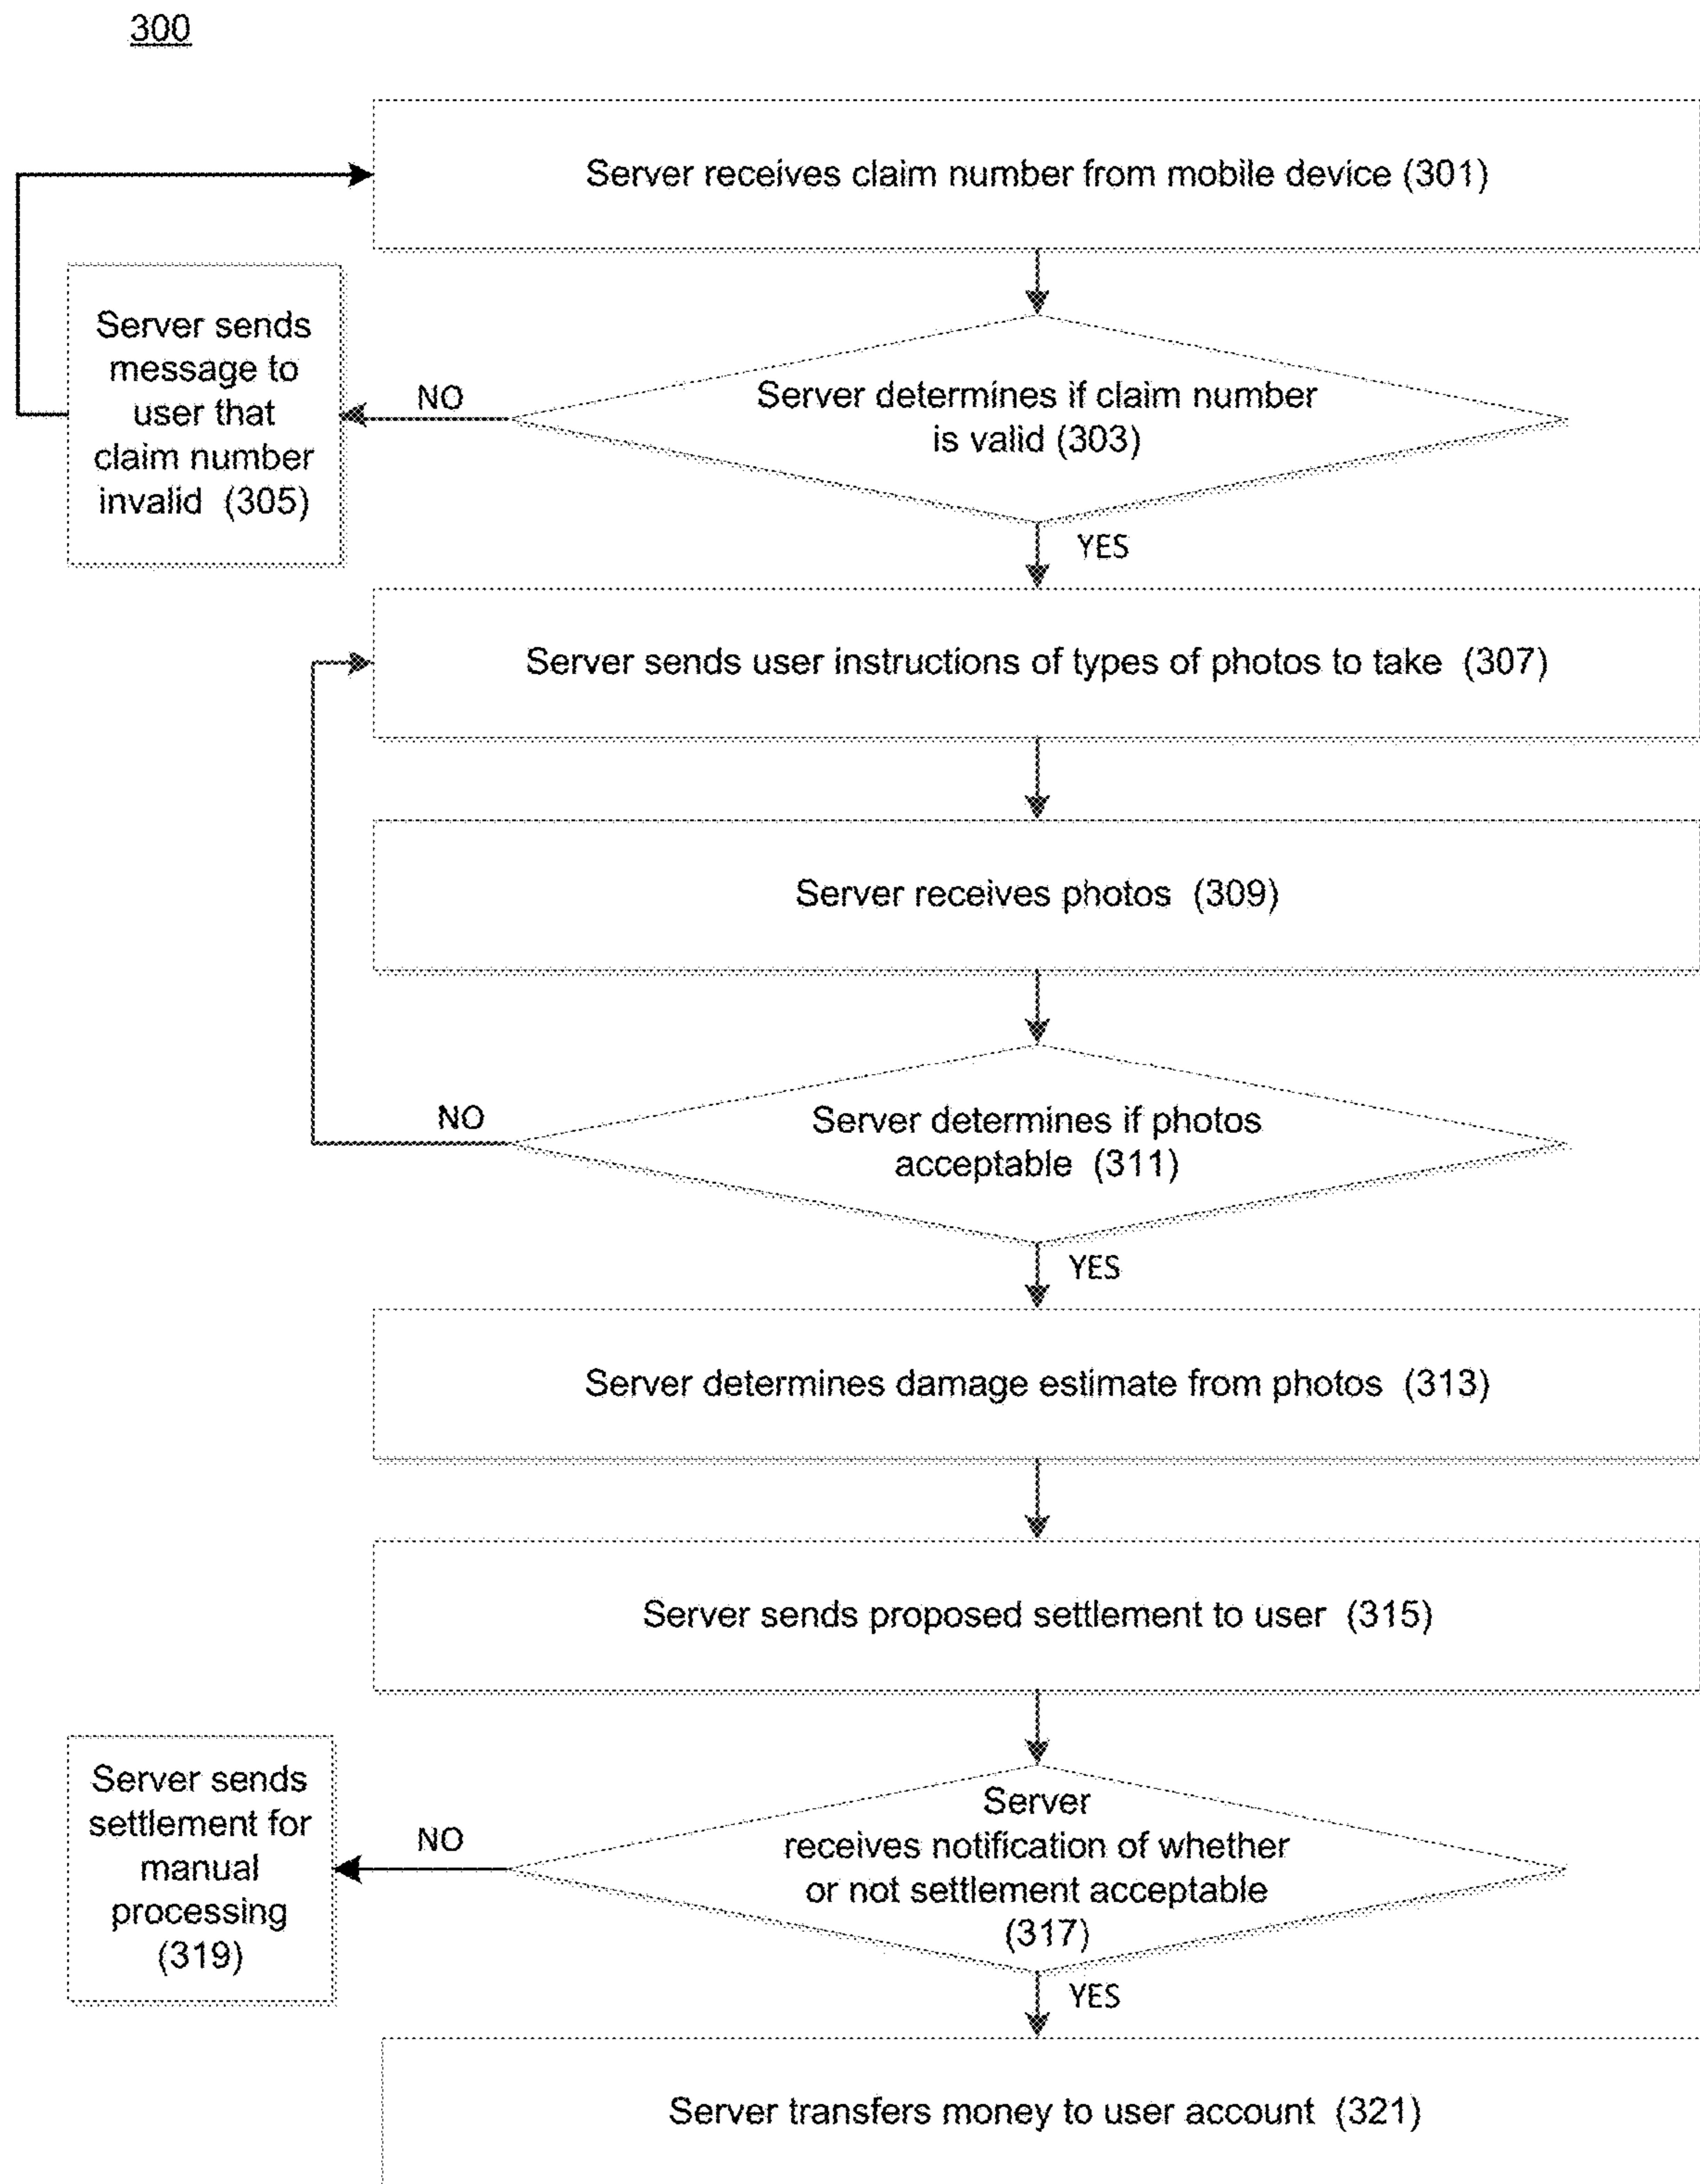 300
Server receives claim number from mobile device (301)
Server sends
message to
user that
claim number
invalid (305)
NO
Server determines if claim number
is valid (303)
YES
Server sends user instructions of types of photos to take (307)
Server receives photos (309)
NO
Server determines if photos
acceptable (311)
YES
Server determines damage estimate from photos (313)
Server sends proposed settlement to user (315)
Server sends
settlement for
manual
processing
(319)
NO
Server
receives notification of whether
or not settlement acceptable
(317)
YES
Server transfers money to user account (321)